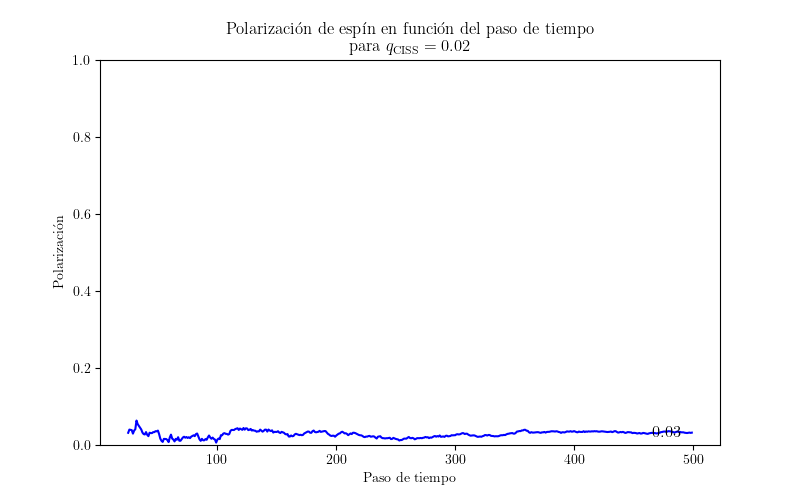 Polarización de espín en función del paso de tiempo
para q_CISS = 0.02
1.0
0.8
0.6
0.4
0.2
0.0
Polarización
0.03
100 200 300 400 500
Paso de tiempo